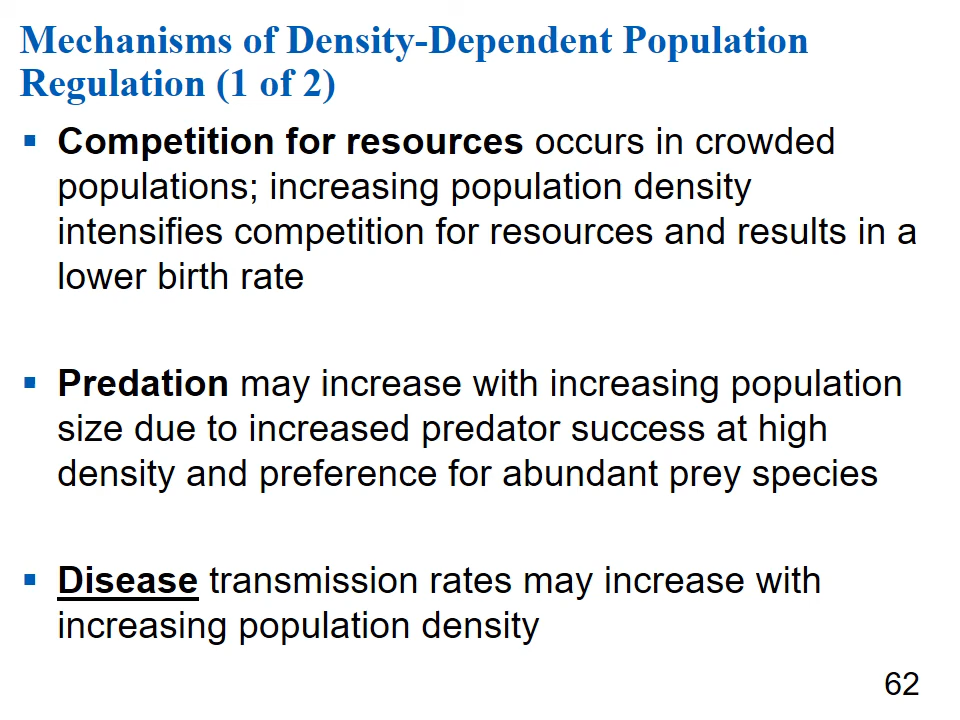 Mechanisms of Density-Dependent Population
Regulation (1 of 2)
▪ Competition for resources occurs in crowded
populations; increasing population density
intensifies competition for resources and results in a
lower birth rate
▪ Predation may increase with increasing population
size due to increased predator success at high
density and preference for abundant prey species
▪ Disease transmission rates may increase with
increasing population density
62